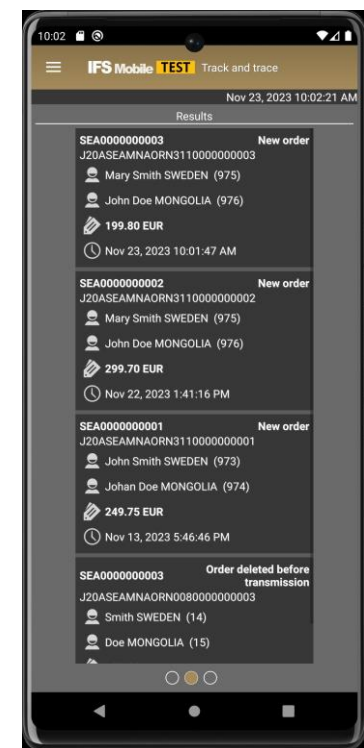 10:02
IFS Mobile TEST Track and trace
Nov 23, 2023 10:02:21 AM
Results
SEA0000000003 New order
J20ASEAMNAORN3110000000003
Mary Smith SWEDEN (975)
John Doe MONGOLIA (976)
199.80 EUR
Nov 23, 2023 10:01:47 AM
SEA0000000002 New order
J20ASEAMNAORN3110000000002
Mary Smith SWEDEN (975)
John Doe MONGOLIA (976)
299.70 EUR
Nov 22, 2023 1:41:16 PM
SEA0000000001 New order
J20ASEAMNAORN3110000000001
John Smith SWEDEN (973)
Johan Doe MONGOLIA (974)
249.75 EUR
Nov 13, 2023 5:46:46 PM
SEA0000000003 Order deleted before
transmission
J20ASEAMNAORN0080000000003
Smith SWEDEN (14)
Doe MONGOLIA (15)